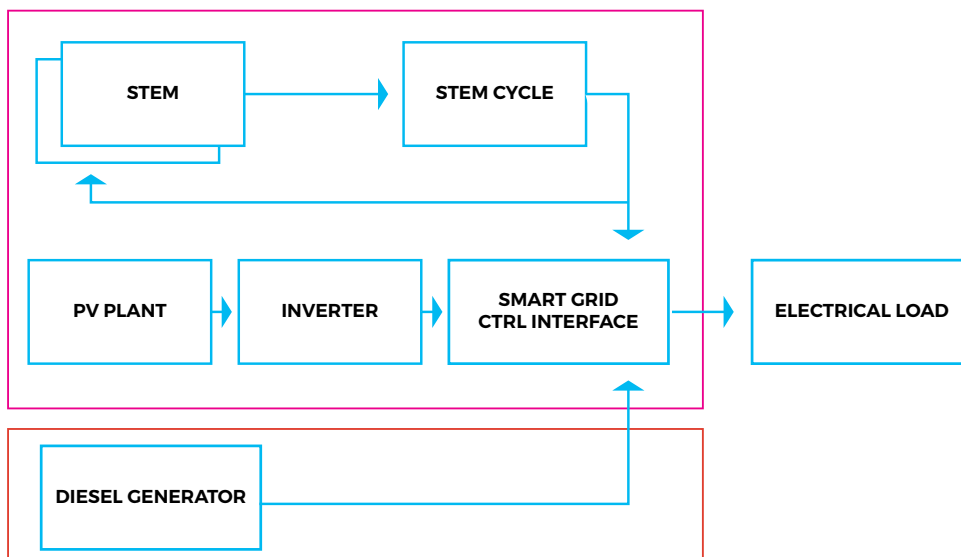 STEM
STEM CYCLE
PV PLANT
INVERTER
SMART GRID
CTRL INTERFACE
ELECTRICAL LOAD
DIESEL GENERATOR